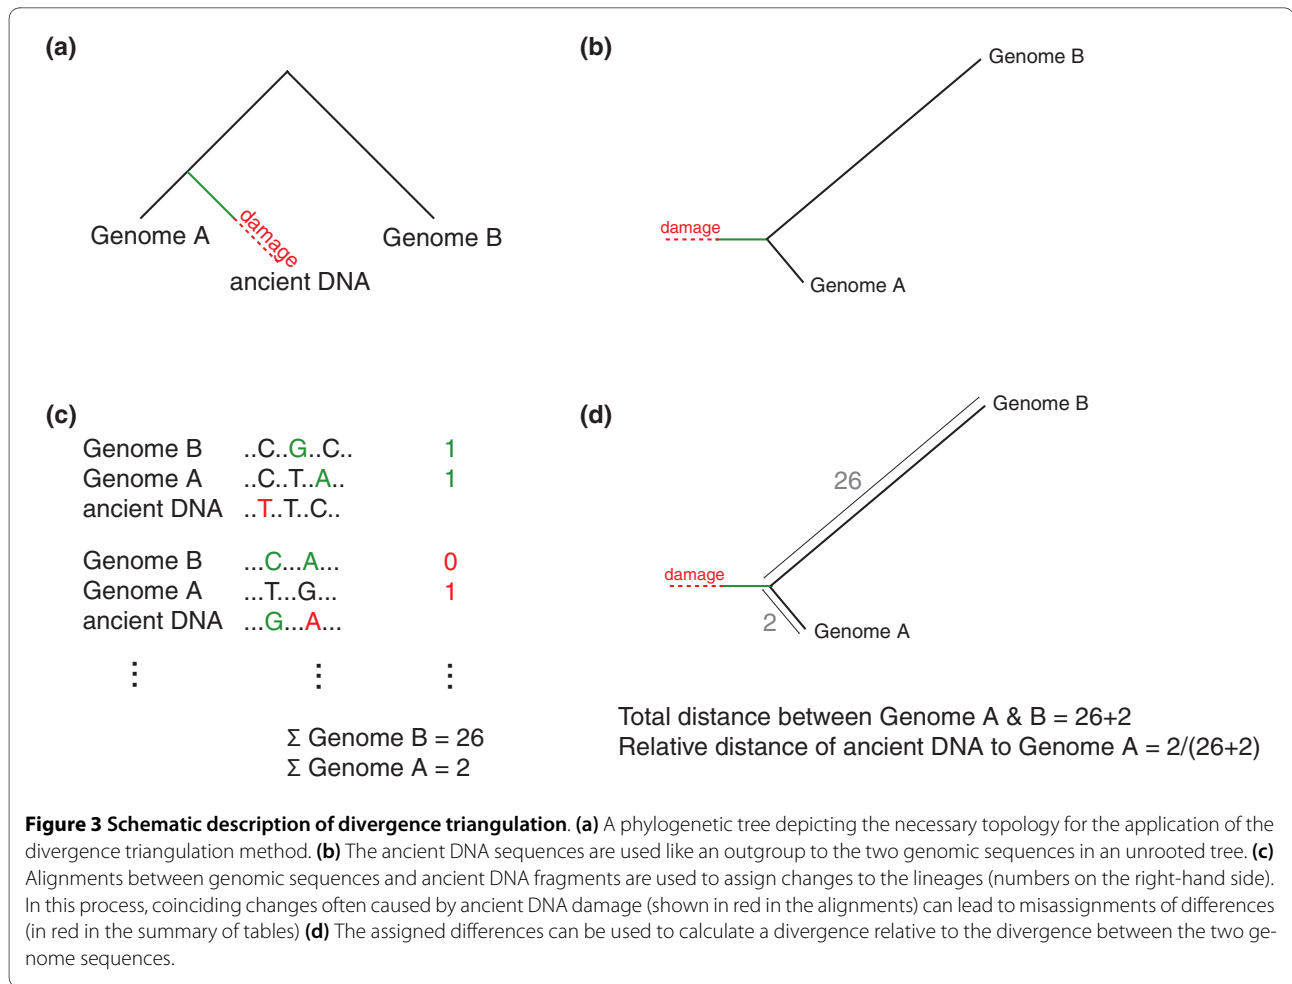 (a)
Genome A
damage
Genome B
ancient DNA
(b)
Genome B
damage
Genome A
(c)
Genome B ..C..G..C.. 1
Genome A ..C..T..A.. 1
ancient DNA ..T..T..C..
Genome B ...C...A... 0
Genome A ...T...G... 1
ancient DNA ...G...A...
⋮ ⋮ ⋮
Σ Genome B = 26
Σ Genome A = 2
(d)
Genome B
26
damage
2
Genome A
Total distance between Genome A & B = 26+2
Relative distance of ancient DNA to Genome A = 2/(26+2)
Figure 3 Schematic description of divergence triangulation. (a) A phylogenetic tree depicting the necessary topology for the application of the
divergence triangulation method. (b) The ancient DNA sequences are used like an outgroup to the two genomic sequences in an unrooted tree. (c)
Alignments between genomic sequences and ancient DNA fragments are used to assign changes to the lineages (numbers on the right-hand side).
In this process, coinciding changes often caused by ancient DNA damage (shown in red in the alignments) can lead to misassignments of differences
(in red in the summary of tables) (d) The assigned differences can be used to calculate a divergence relative to the divergence between the two ge-
nome sequences.